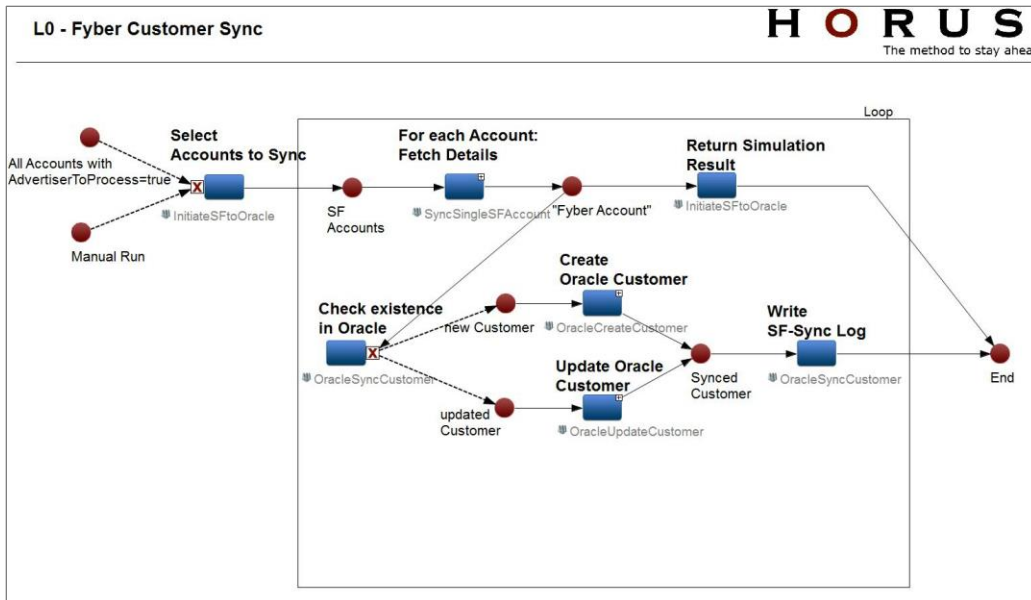 L0 - Fyber Customer Sync
HORUS
The method to stay ahea
Loop
All Accounts with
AdvertiserToProcess=true
Manual Run
Select
Accounts to Sync
X
InitiateSFtoOracle
SF
Accounts
For each Account:
Fetch Details
SyncSingleSFAccount
"Fyber Account"
Return Simulation
Result
InitiateSFtoOracle
Check existence
in Oracle
X
OracleSyncCustomer
new Customer
Create
Oracle Customer
OracleCreateCustomer
updated
Customer
Update Oracle
Customer
OracleUpdateCustomer
Synced
Customer
Write
SF-Sync Log
OracleSyncCustomer
End